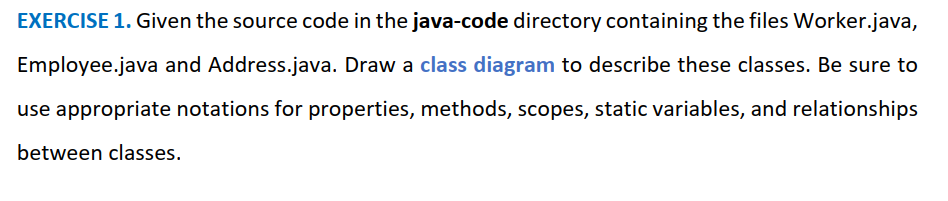 EXERCISE 1. Given the source code in the java-code directory containing the files Worker.java,
Employee.java and Address.java. Draw a class diagram to describe these classes. Be sure to
use appropriate notations for properties, methods, scopes, static variables, and relationships
between classes.